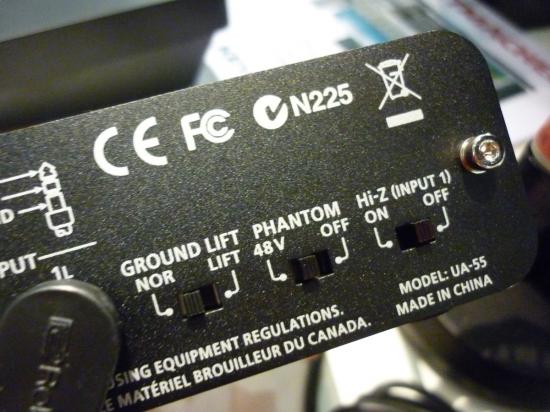 CE FC N225
D
PUT
1L
GROUND LIFT
NOR LIFT
PHANTOM
48V OFF
Hi-Z (INPUT 1)
ON OFF
MODEL: UA-55
MADE IN CHINA
USING EQUIPMENT REGULATIONS.
MATÉRIEL BROUILLEUR DU CANADA.